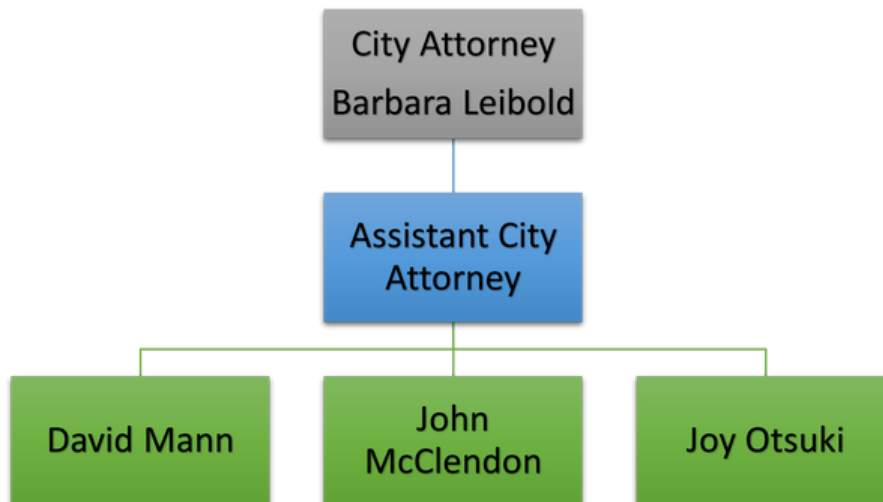 City Attorney
Barbara Leibold
Assistant City
Attorney
David Mann
John
McClendon
Joy Otsuki